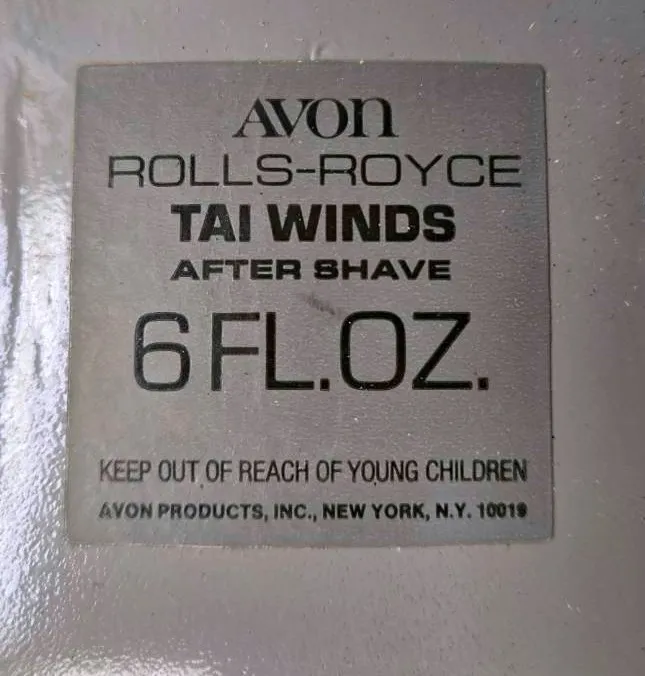 AVON
ROLLS-ROYCE
TAI WINDS
AFTER SHAVE
6 FL.OZ.
KEEP OUT OF REACH OF YOUNG CHILDREN
AVON PRODUCTS, INC., NEW YORK, N.Y. 10019